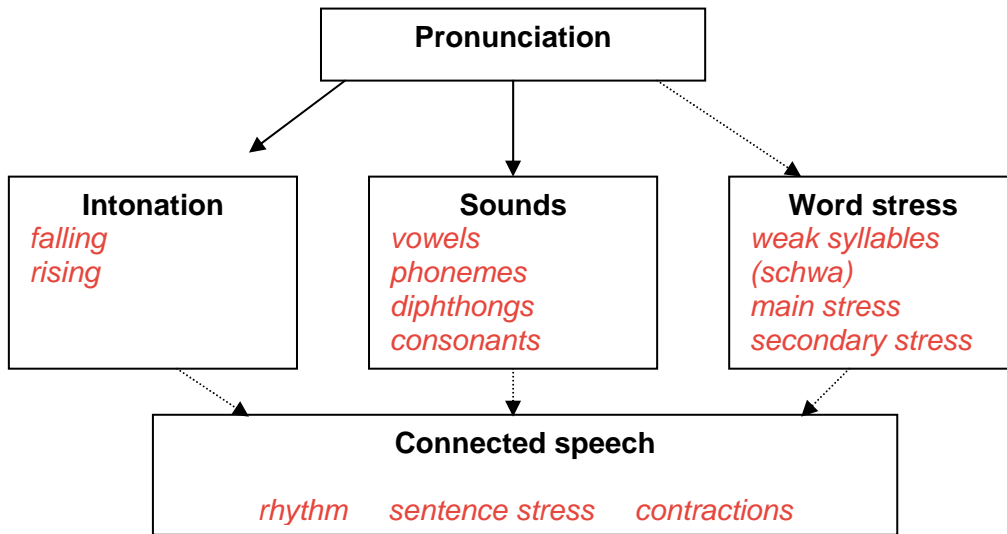 Pronunciation
Intonation
falling
rising
Sounds
vowels
phonemes
diphthongs
consonants
Word stress
weak syllables
(schwa)
main stress
secondary stress
Connected speech
rhythm sentence stress contractions